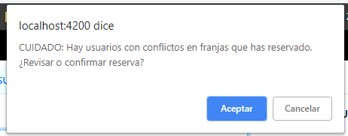 localhost:4200 dice
CUIDADO: Hay usuarios con conflictos en franjas que has reservado.
¿Revisar o confirmar reserva?
Aceptar Cancelar